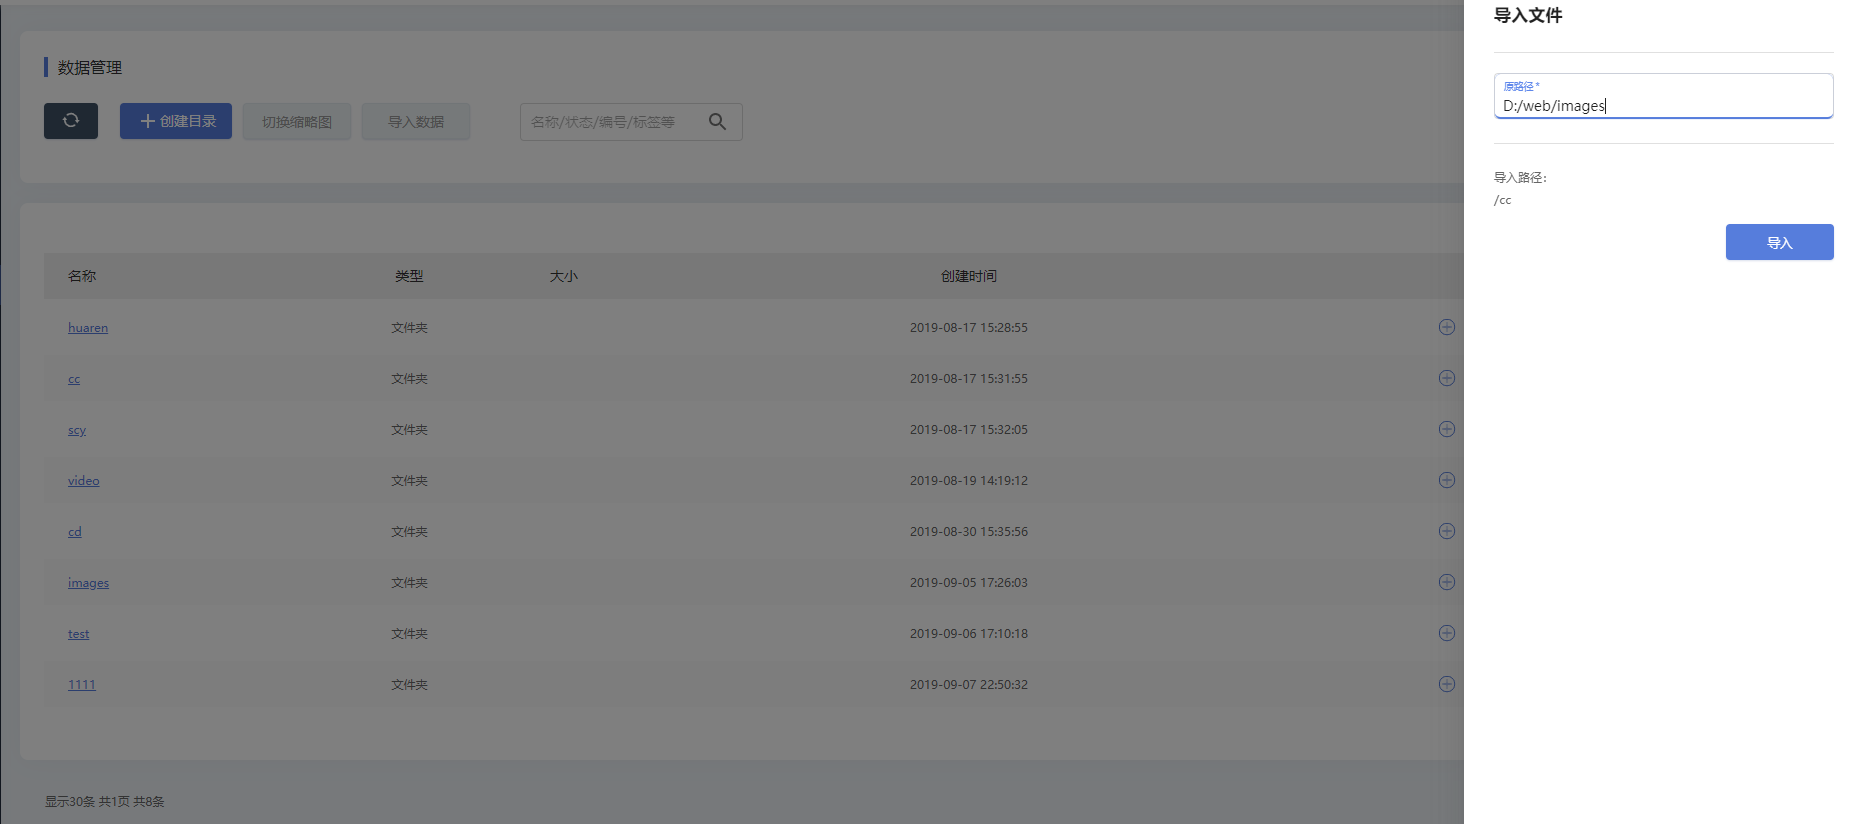 数据管理
创建目录 切换缩略图 导入数据 名称/状态/编号/标签等
名称 类型 大小 创建时间
huaren 文件夹 2019-08-17 15:28:55
cc 文件夹 2019-08-17 15:31:55
scy 文件夹 2019-08-17 15:32:05
video 文件夹 2019-08-19 14:19:12
cd 文件夹 2019-08-30 15:35:56
images 文件夹 2019-09-05 17:26:03
test 文件夹 2019-09-06 17:10:18
1111 文件夹 2019-09-07 22:50:32
显示30条 共1页 共8条
导入文件
原路径 *
D:/web/images
导入路径:
/cc
导入